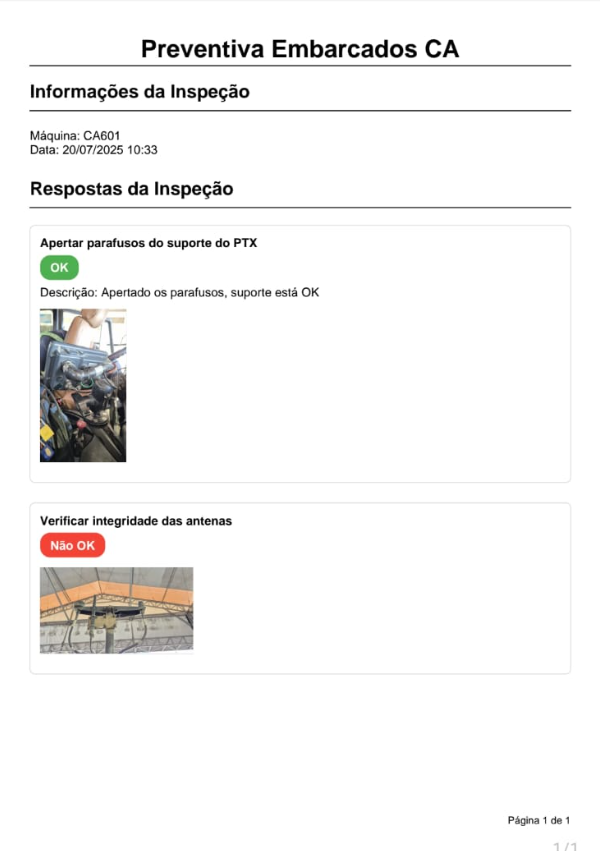 Preventiva Embarcados CA
Informações da Inspeção
Máquina: CA601
Data: 20/07/2025 10:33
Respostas da Inspeção
Apertar parafusos do suporte do PTX
OK
Descrição: Apertado os parafusos, suporte está OK
Verificar integridade das antenas
Não OK
Página 1 de 1
1 / 1